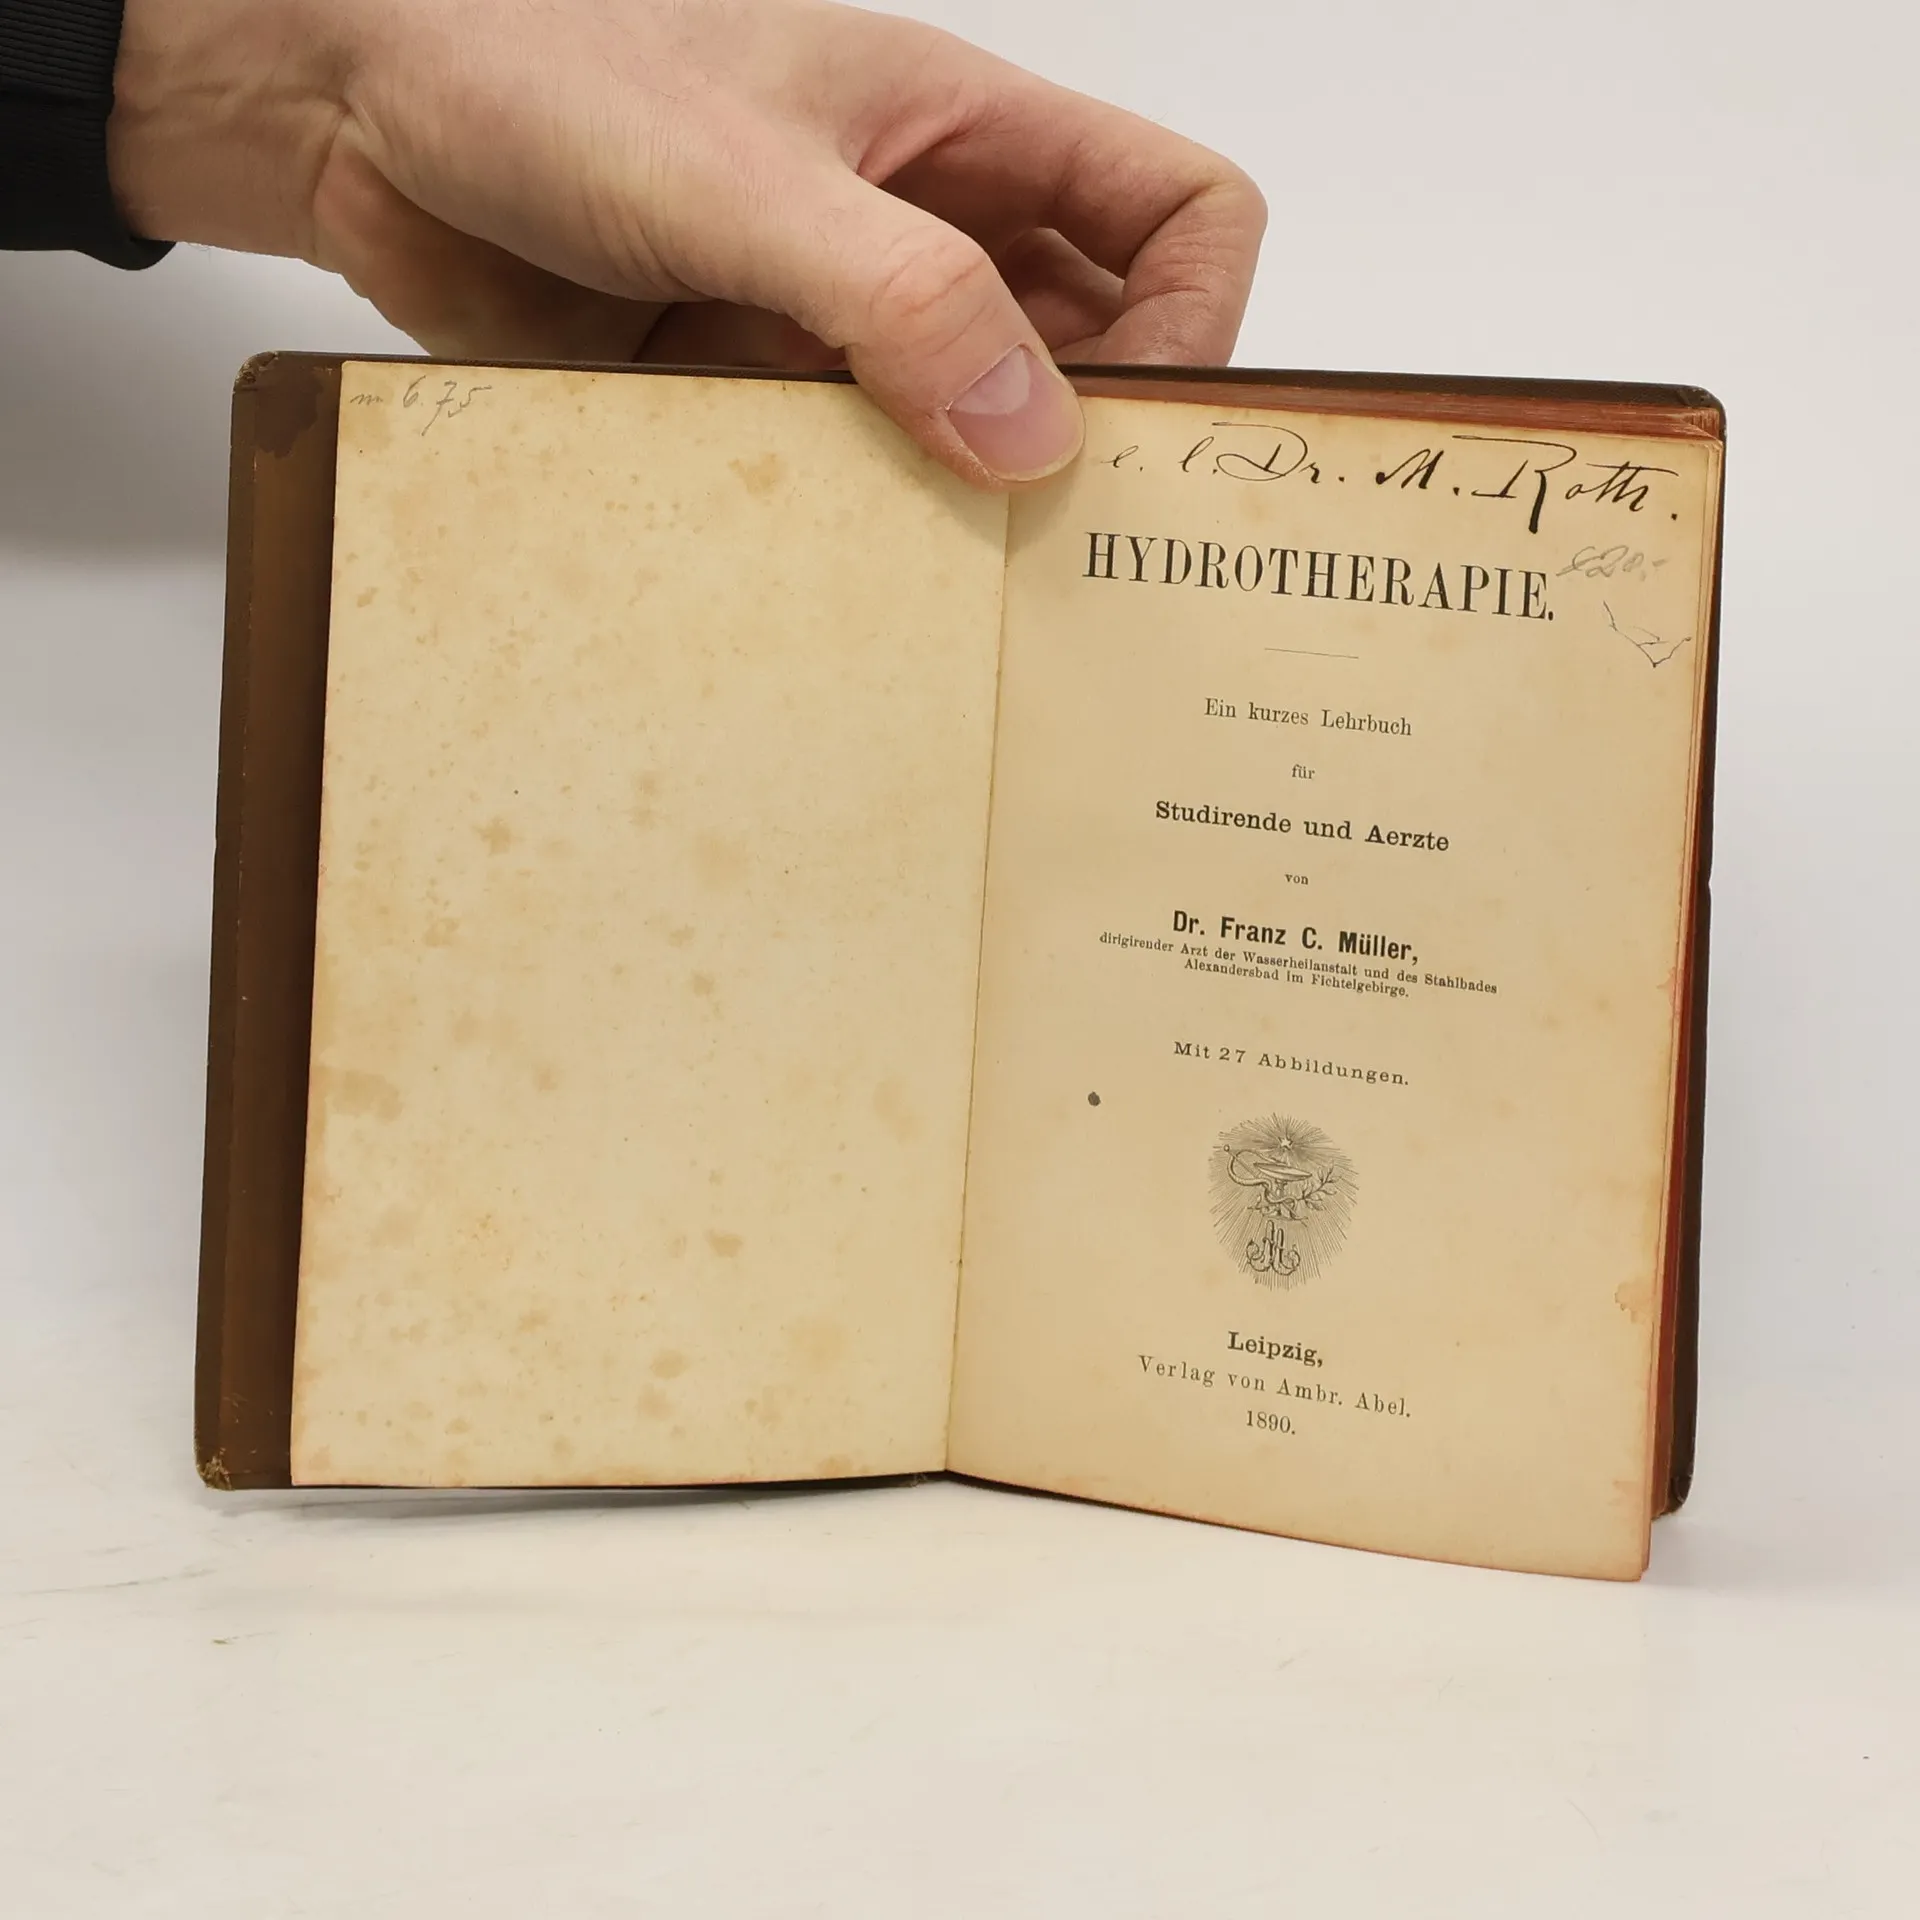 m 6.75
e. l. Dr. M. Roth.
HYDROTHERAPIE.
Ein kurzes Lehrbuch
für
Studirende und Aerzte
von
Dr. Franz C. Müller,
dirigirender Arzt der Wasserheilanstalt und des Stahlbades
Alexandersbad im Fichtelgebirge.
Mit 27 Abbildungen.
Leipzig,
Verlag von Ambr. Abel.
1890.